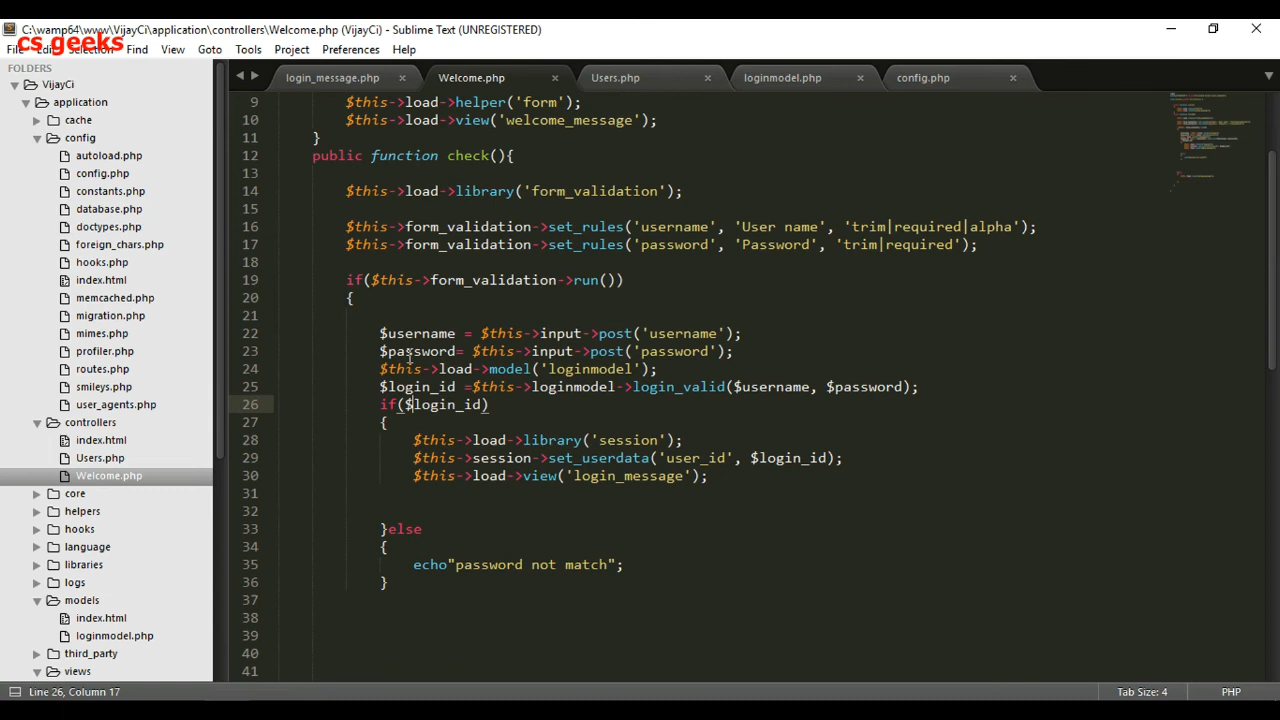 C:\wamp64\www\VijayCi\application\controllers\Welcome.php (VijayCi) - Sublime Text (UNREGISTERED)
cs geeks
File Edit Selection Find View Goto Tools Project Preferences Help
FOLDERS
VijayCi
application
cache
config
autoload.php
config.php
constants.php
database.php
doctypes.php
foreign_chars.php
hooks.php
index.html
memcached.php
migration.php
mimes.php
profiler.php
routes.php
smileys.php
user_agents.php
controllers
index.html
Users.php
Welcome.php
core
helpers
hooks
language
libraries
logs
models
index.html
loginmodel.php
third_party
views
login_message.php Welcome.php Users.php loginmodel.php config.php
9 $this->load->helper('form');
10 $this->load->view('welcome_message');
11 }
12 public function check(){
13
14 $this->load->library('form_validation');
15
16 $this->form_validation->set_rules('username', 'User name', 'trim|required|alpha');
17 $this->form_validation->set_rules('password', 'Password', 'trim|required');
18
19 if($this->form_validation->run())
20 {
21
22 $username = $this->input->post('username');
23 $password= $this->input->post('password');
24 $this->load->model('loginmodel');
25 $login_id =$this->loginmodel->login_valid($username, $password);
26 if($login_id)
27 {
28 $this->load->library('session');
29 $this->session->set_userdata('user_id', $login_id);
30 $this->load->view('login_message');
31
32
33 }else
34 {
35 echo"password not match";
36 }
37
38
39
40
41
Line 26, Column 17 Tab Size: 4 PHP